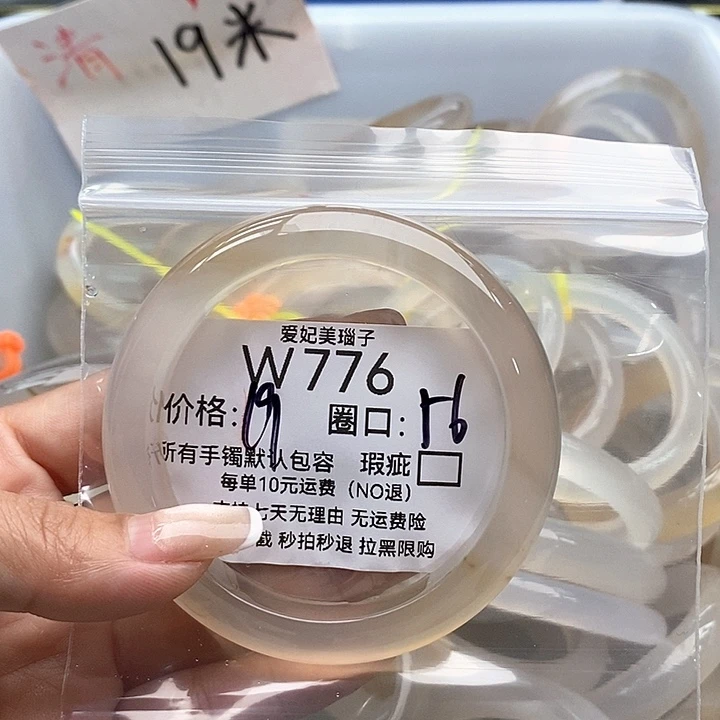 清 19米
爱妃美瑙子
W776
价格:19 圈口:56
所有手镯默认包容 瑕疵
每单10元运费(NO退)
七天无理由 无运费险
秒拍秒退 拉黑限购